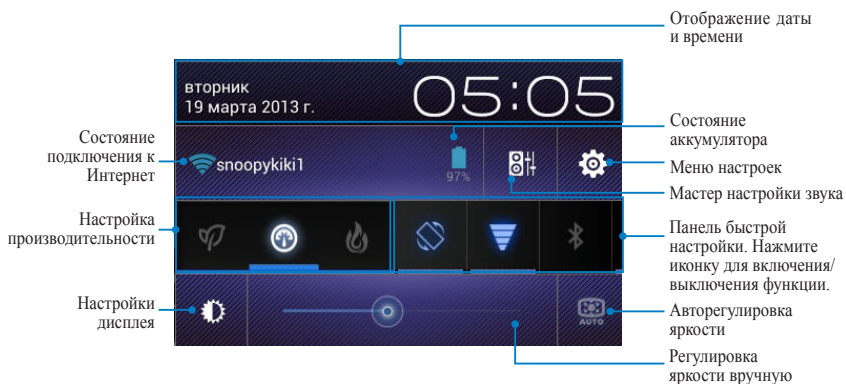 Отображение даты
и времени
вторник
19 марта 2013 г.
05:05
Состояние
подключения к
Интернет
snoopykiki1
97%
Состояние
аккумулятора
Меню настроек
Мастер настройки звука
Настройка
производительности
Панель быстрой
настройки. Нажмите
иконку для включения/
выключения функции.
Настройки
дисплея
AUTO
Авторегулировка
яркости
Регулировка
яркости вручную